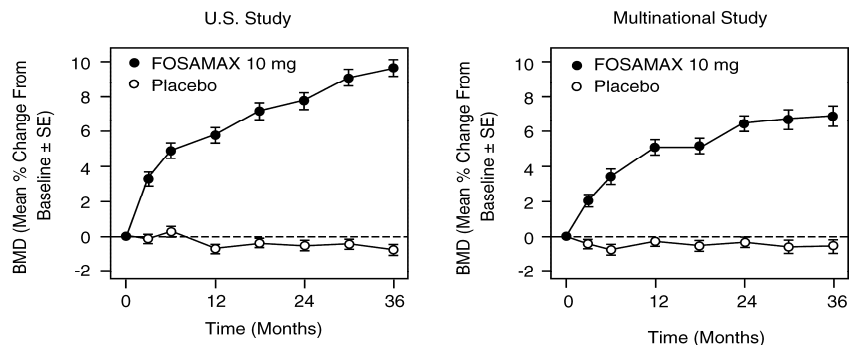 U.S. Study
BMD (Mean % Change From
Baseline ± SE)
10
8
6
4
2
0
-2
FOSAMAX 10 mg
Placebo
0
12
24
36
Time (Months)
Multinational Study
BMD (Mean % Change From
Baseline ± SE)
10
8
6
4
2
0
-2
FOSAMAX 10 mg
Placebo
0
12
24
36
Time (Months)